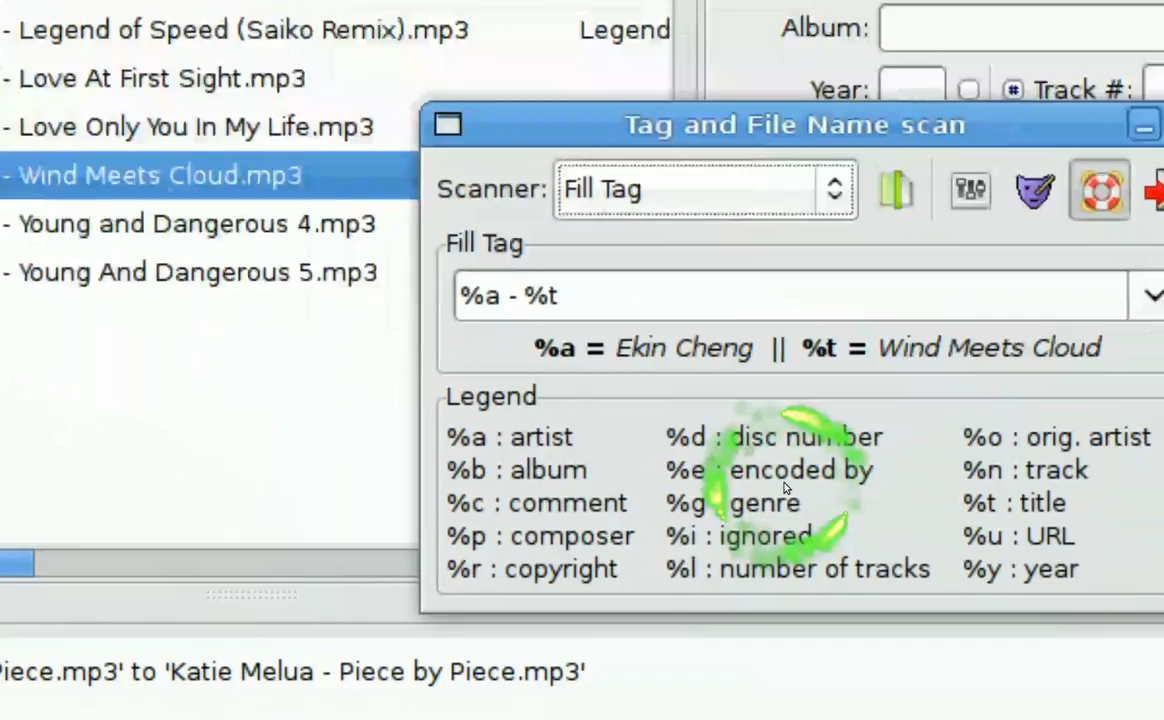 - Legend of Speed (Saiko Remix).mp3 Legend
- Love At First Sight.mp3
- Love Only You In My Life.mp3
- Wind Meets Cloud.mp3
- Young and Dangerous 4.mp3
- Young And Dangerous 5.mp3
Album:
Year: # Track #:
Tag and File Name scan
Scanner: Fill Tag
Fill Tag
%a - %t
%a = Ekin Cheng || %t = Wind Meets Cloud
Legend
%a : artist %d : disc number %o : orig. artist
%b : album %e : encoded by %n : track
%c : comment %g : genre %t : title
%p : composer %i : ignored %u : URL
%r : copyright %l : number of tracks %y : year
Piece.mp3' to 'Katie Melua - Piece by Piece.mp3'